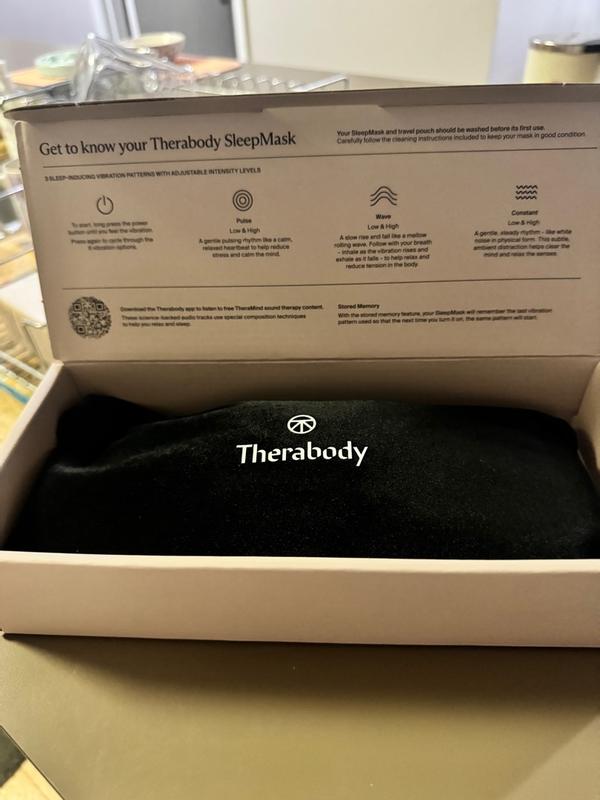 Get to know your Therabody SleepMask
Your SleepMask and travel pouch should be washed before its first use.
Carefully follow the cleaning instructions included to keep your mask in good condition.
3 SLEEP-INDUCING VIBRATION PATTERNS WITH ADJUSTABLE INTENSITY LEVELS
To start, long press the power
button until you feel the vibration.
Press again to cycle through the
6 vibration options.
Pulse
Low & High
A gentle pulsing rhythm like a calm,
relaxed heartbeat to help reduce
stress and calm the mind.
Wave
Low & High
A slow rise and fall like a mellow
rolling wave. Follow with your breath
- inhale as the vibration rises and
exhale as it falls - to help relax and
reduce tension in the body.
Constant
Low & High
A gentle, steady rhythm - like white
noise in physical form. This subtle,
ambient distraction helps clear the
mind and relax the senses.
Download the Therabody app to listen to free TheraMind sound therapy content.
These science-backed audio tracks use special composition techniques
to help you relax and sleep.
Stored Memory
With the stored memory feature, your SleepMask will remember the last vibration
pattern used so that the next time you turn it on, the same pattern will start.
Therabody